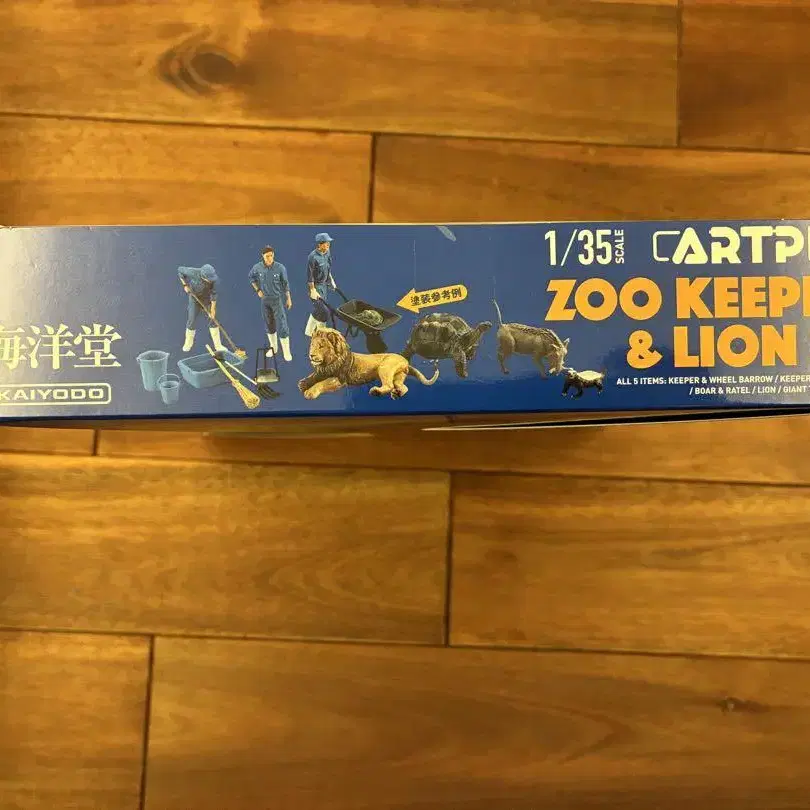 海洋堂
KAIYODO
塗装参考例
1/35 SCALE
ARTP
ZOO KEEP
& LION
ALL 5 ITEMS: KEEPER & WHEEL BARROW / KEEPER
/ BOAR & RATEL / LION / GIANT